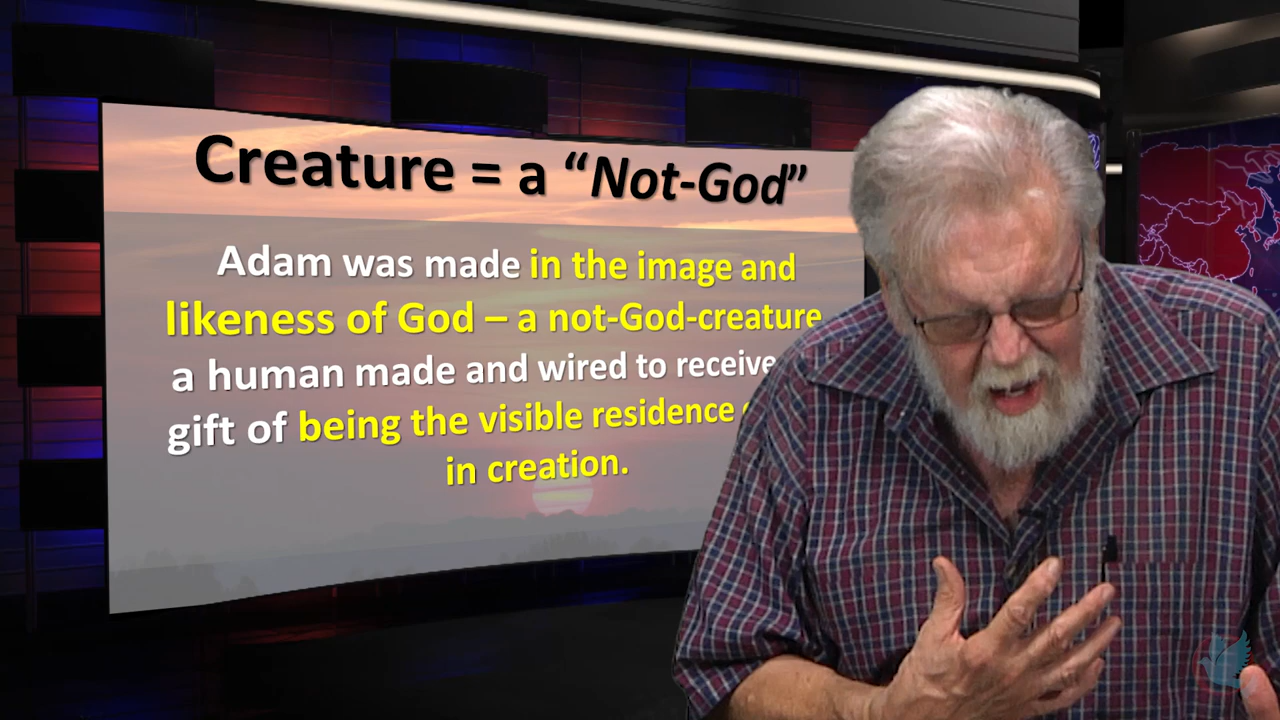 Creature = a “Not-God”
Adam was made in the image and
likeness of God – a not-God-creature
a human made and wired to receive
gift of being the visible residence
in creation.